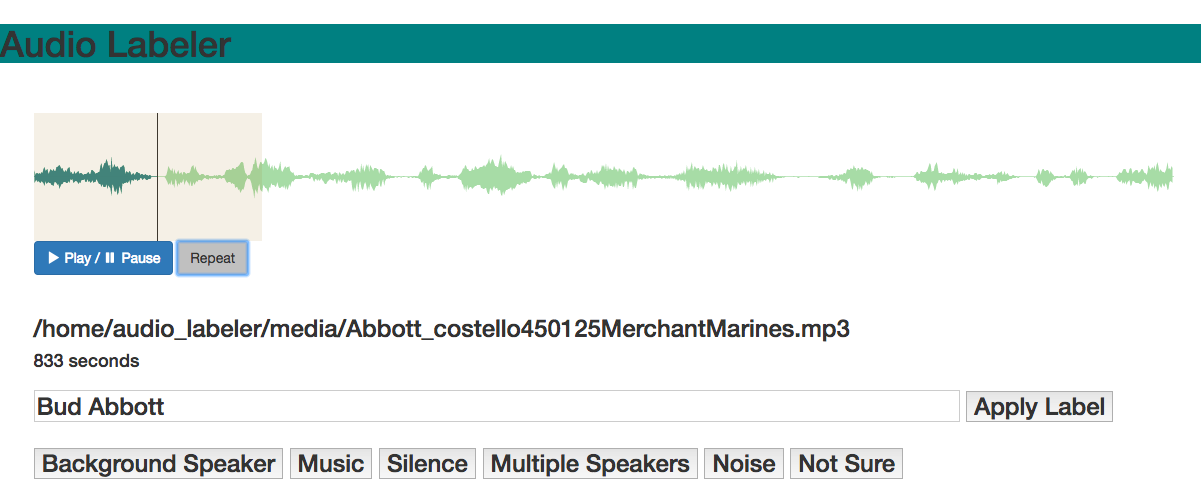 Audio Labeler
Play / Pause Repeat
/home/audio_labeler/media/Abbott_costello450125MerchantMarines.mp3
833 seconds
Bud Abbott Apply Label
Background Speaker Music Silence Multiple Speakers Noise Not Sure